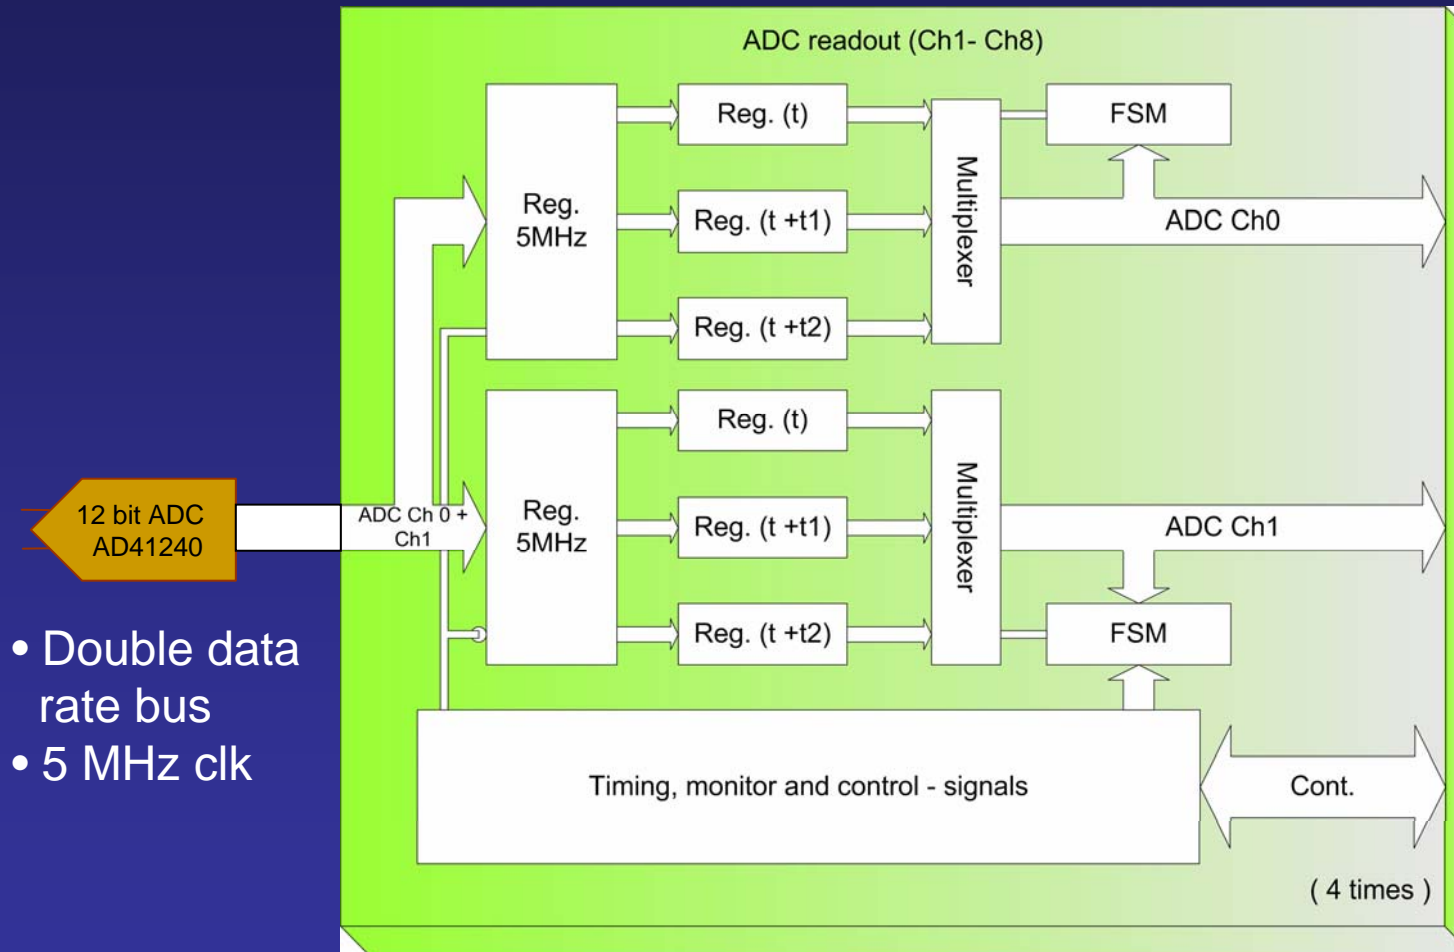 ADC readout (Ch1- Ch8)
Reg.
5MHz
Reg. (t)
Reg. (t +t1)
Reg. (t +t2)
Multiplexer
FSM
ADC Ch0
12 bit ADC
AD41240
ADC Ch 0 +
Ch1
Reg.
5MHz
Reg. (t)
Reg. (t +t1)
Reg. (t +t2)
Multiplexer
ADC Ch1
FSM
• Double data
rate bus
• 5 MHz clk
Timing, monitor and control - signals
Cont.
( 4 times )